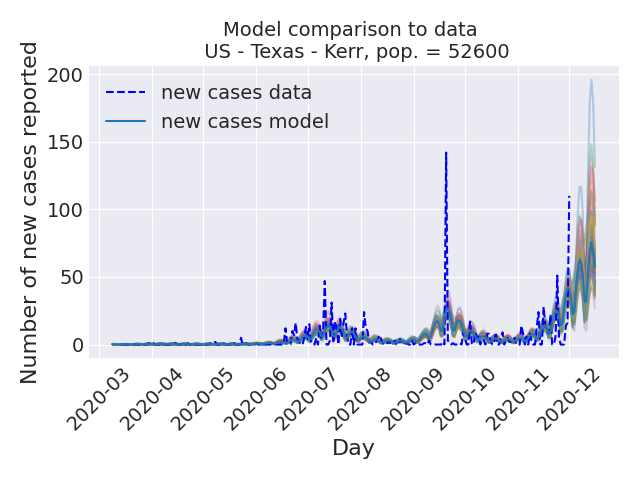 Model comparison to data
US - Texas - Kerr, pop. = 52600
Number of new cases reported
200
150
100
50
0
new cases data
new cases model
2020-03
2020-04
2020-05
2020-06
2020-07
2020-08
2020-09
2020-10
2020-11
2020-12
Day